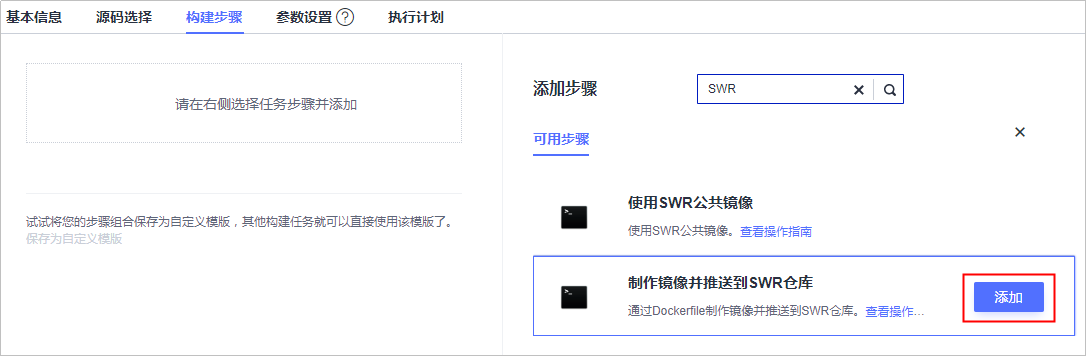 基本信息 源码选择 构建步骤 参数设置 ? 执行计划
请在右侧选择任务步骤并添加
试试将您的步骤组合保存为自定义模版，其他构建任务就可以直接使用该模版了。
保存为自定义模版
添加步骤 SWR
可用步骤
使用SWR公共镜像
使用SWR公共镜像。查看操作指南
制作镜像并推送到SWR仓库
通过Dockerfile制作镜像并推送到SWR仓库。查看操作...
添加